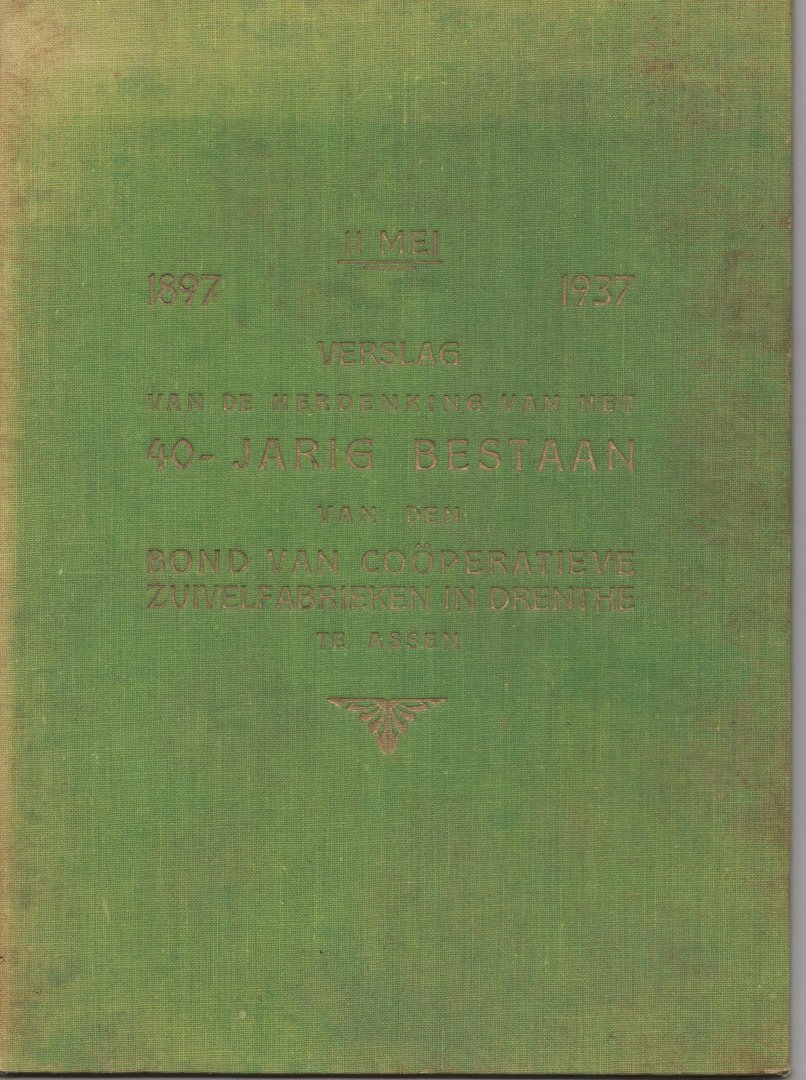 11 MEI
1897 1937
VERSLAG
VAN DE HERDENKING VAN HET
40-JARIG BESTAAN
VAN DEN
BOND VAN COÖPERATIEVE
ZUIVELFABRIEKEN IN DRENTHE
TE ASSEN